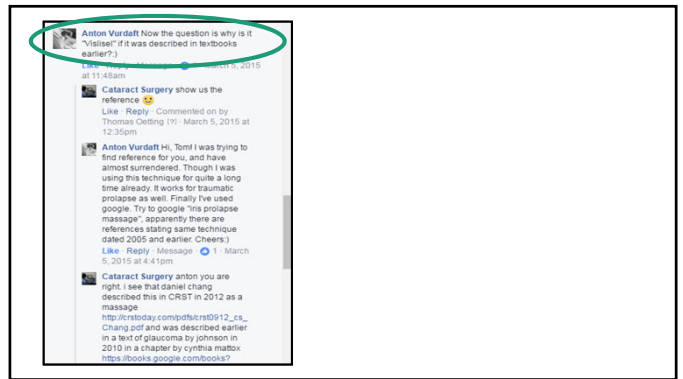 Anton Vurdaft Now the question is why is it
"Vislisel" if it was described in textbooks
earlier?:)
Like · Reply · Message · March 5, 2015
at 11:48am
Cataract Surgery show us the
reference
Like · Reply · Commented on by
Thomas Oetting [?] · March 5, 2015 at
12:35pm
Anton Vurdaft Hi, Tom! I was trying to
find reference for you, and have
almost surrendered. Though I was
using this technique for quite a long
time already. It works for traumatic
prolapse as well. Finally I've used
google. Try to google "iris prolapse
massage", apparently there are
references stating same technique
dated 2005 and earlier. Cheers:)
Like · Reply · Message · 1 · March
5, 2015 at 4:41pm
Cataract Surgery anton you are
right. i see that daniel chang
described this in CRST in 2012 as a
massage
http://crstoday.com/pdfs/crst0912_cs_
Chang.pdf and was described earlier
in a text of glaucoma by johnson in
2010 in a chapter by cynthia mattox
https://books.google.com/books?